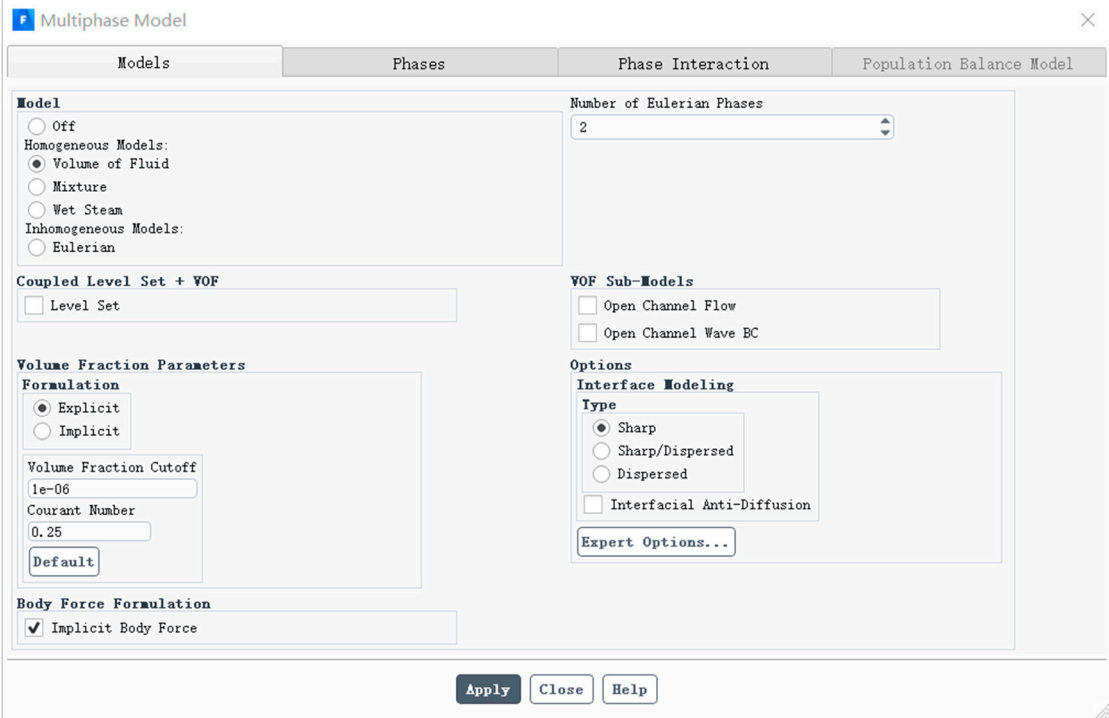 F Multiphase Model
Models
Phases
Phase Interaction
Population Balance Model
Model
Off
Homogeneous Models:
Volume of Fluid
Mixture
Wet Steam
Inhomogeneous Models:
Eulerian
Number of Eulerian Phases
2
Coupled Level Set + VOF
Level Set
VOF Sub-Models
Open Channel Flow
Open Channel Wave BC
Volume Fraction Parameters
Formulation
Explicit
Implicit
Volume Fraction Cutoff
1e-06
Courant Number
0.25
Default
Options
Interface Modeling
Type
Sharp
Sharp/Dispersed
Dispersed
Interfacial Anti-Diffusion
Expert Options...
Body Force Formulation
Implicit Body Force
Apply
Close
Help